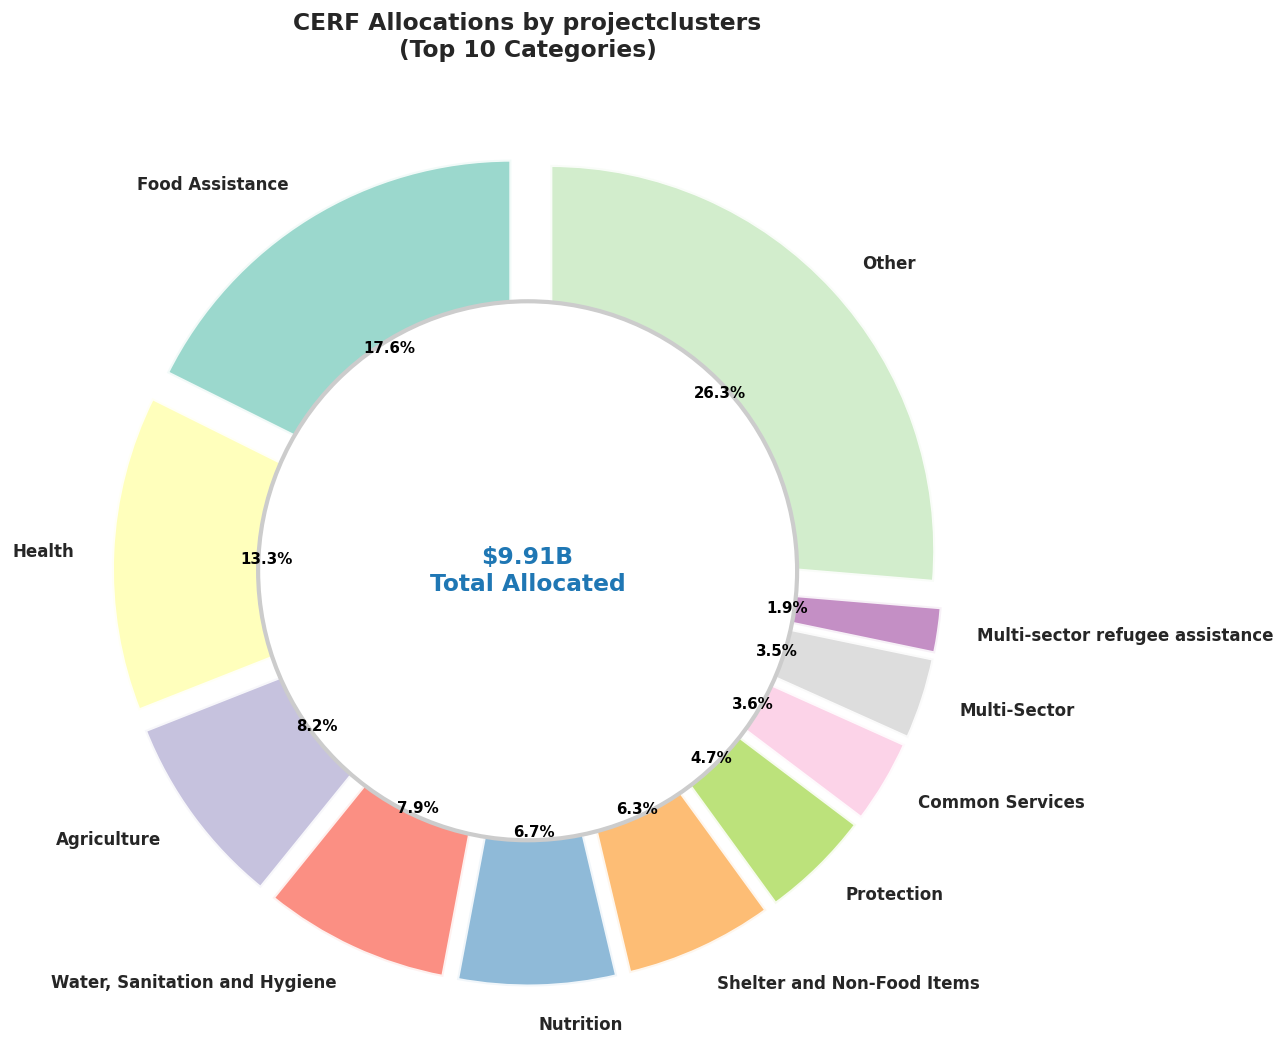 CERF Allocations by projectclusters
(Top 10 Categories)
Food Assistance
Other
17.6%
26.3%
Health
13.3%
$9.91B
Total Allocated
1.9%
Multi-sector refugee assistance
3.5%
Multi-Sector
3.6%
Common Services
8.2%
Agriculture
4.7%
Protection
7.9%
Water, Sanitation and Hygiene
6.7%
Nutrition
6.3%
Shelter and Non-Food Items